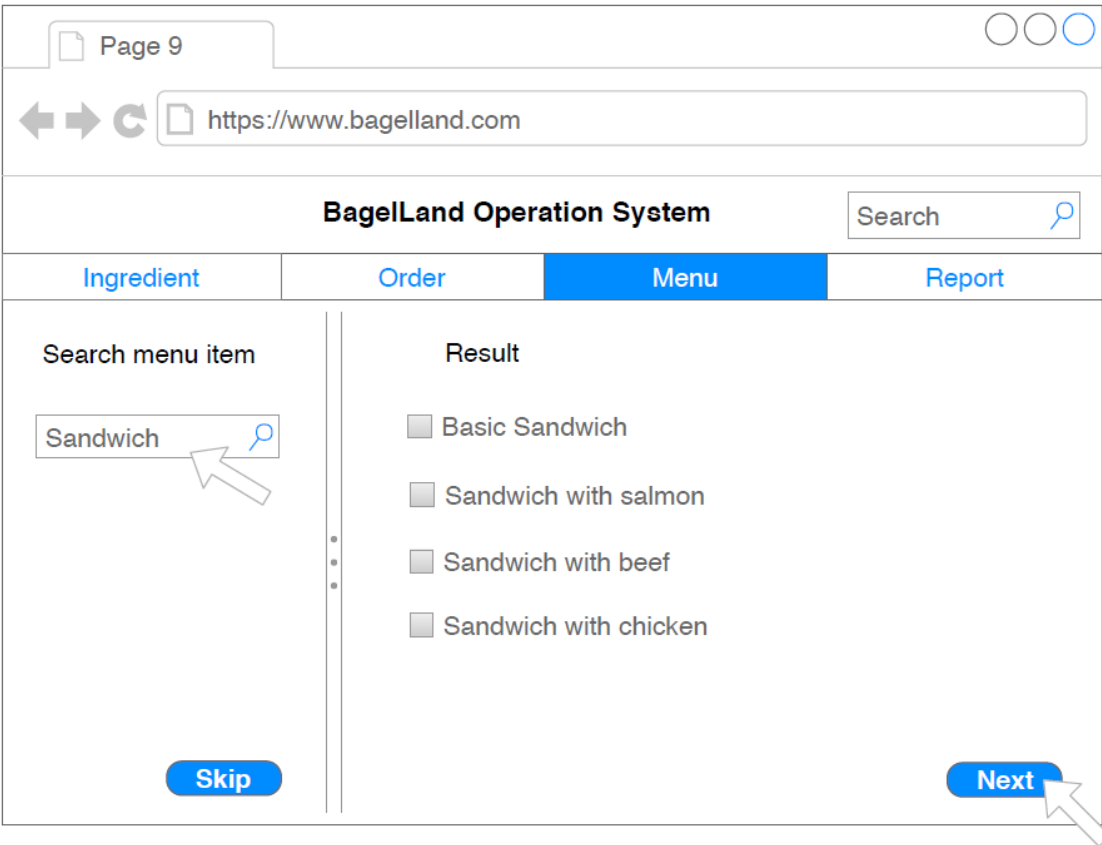 Page 9
https://www.bagelland.com
BagelLand Operation System
Search
Ingredient
Order
Menu
Report
Search menu item
Sandwich
Skip
Result
Basic Sandwich
Sandwich with salmon
Sandwich with beef
Sandwich with chicken
Next